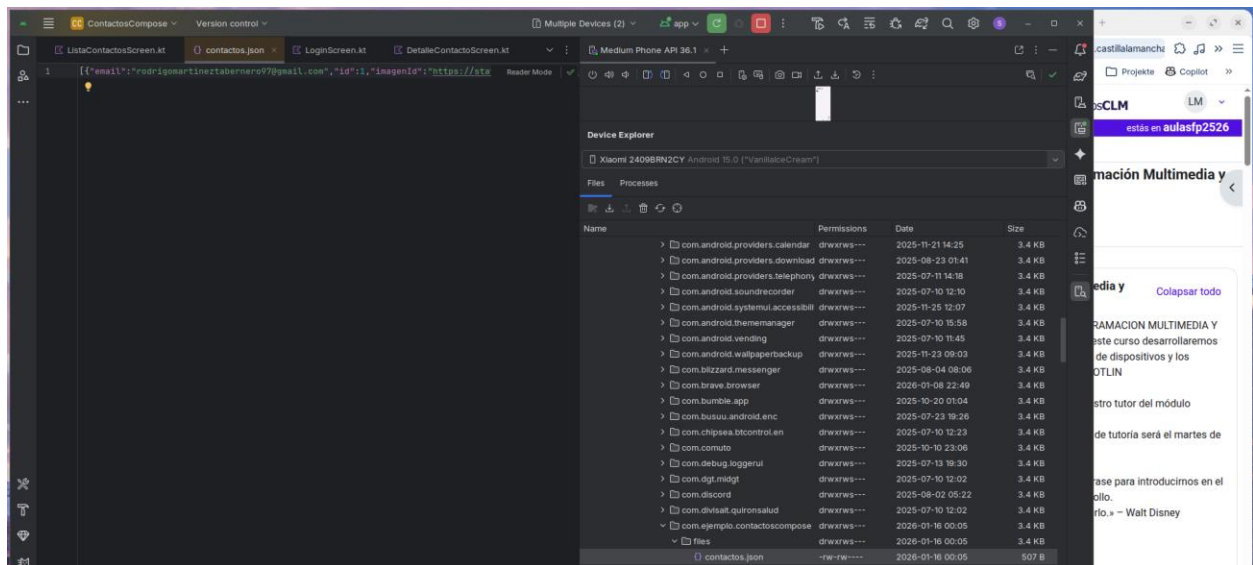 CC ContactosCompose Version control Multiple Devices (2) app S
ListaContactosScreen.kt contactos.json LoginScreen.kt DetalleContactoScreen.kt Medium Phone API 36.1
1 [{"email":"rodrigomartineztabernero97@gmail.com","id":1,"imagenId":"https://sta Reader Mode
Device Explorer
Xiaomi 2409BRN2CY Android 15.0 ("VanillaIceCream")
Files Processes
Name Permissions Date Size
com.android.providers.calendar drwxrws--- 2025-11-21 14:25 3.4 KB
com.android.providers.download drwxrws--- 2025-08-23 01:41 3.4 KB
com.android.providers.telephony drwxrws--- 2025-07-11 14:18 3.4 KB
com.android.soundrecorder drwxrws--- 2025-07-10 12:10 3.4 KB
com.android.systemui.accessibili drwxrws--- 2025-11-25 12:07 3.4 KB
com.android.thememanager drwxrws--- 2025-07-10 15:58 3.4 KB
com.android.vending drwxrws--- 2025-07-10 11:45 3.4 KB
com.android.wallpaperbackup drwxrws--- 2025-11-23 09:03 3.4 KB
com.blizzard.messenger drwxrws--- 2025-08-04 08:06 3.4 KB
com.brave.browser drwxrws--- 2026-01-08 22:49 3.4 KB
com.bumble.app drwxrws--- 2025-10-20 01:04 3.4 KB
com.busuu.android.enc drwxrws--- 2025-07-23 19:26 3.4 KB
com.chipsea.btcontrol.en drwxrws--- 2025-07-10 12:23 3.4 KB
com.comuto drwxrws--- 2025-10-10 23:06 3.4 KB
com.debug.loggerui drwxrws--- 2025-07-13 19:30 3.4 KB
com.dgt.midgt drwxrws--- 2025-07-10 12:02 3.4 KB
com.discord drwxrws--- 2025-08-02 05:22 3.4 KB
com.divisait.quironsalud drwxrws--- 2025-07-10 12:02 3.4 KB
com.ejemplo.contactoscompose drwxrws--- 2026-01-16 00:05 3.4 KB
files drwxrws--- 2026-01-16 00:05 3.4 KB
contactos.json -rw-rw---- 2026-01-16 00:05 507 B
.castillalamancha
Projekte Copilot
osCLM LM
estás en aulasfp2526
mación Multimedia y
edia y Colapsar todo
RAMACION MULTIMEDIA Y
este curso desarrollaremos
de dispositivos y los
OTLIN
stro tutor del módulo
de tutoría será el martes de
rase para introducirnos en el
ollo.
rlo.» – Walt Disney